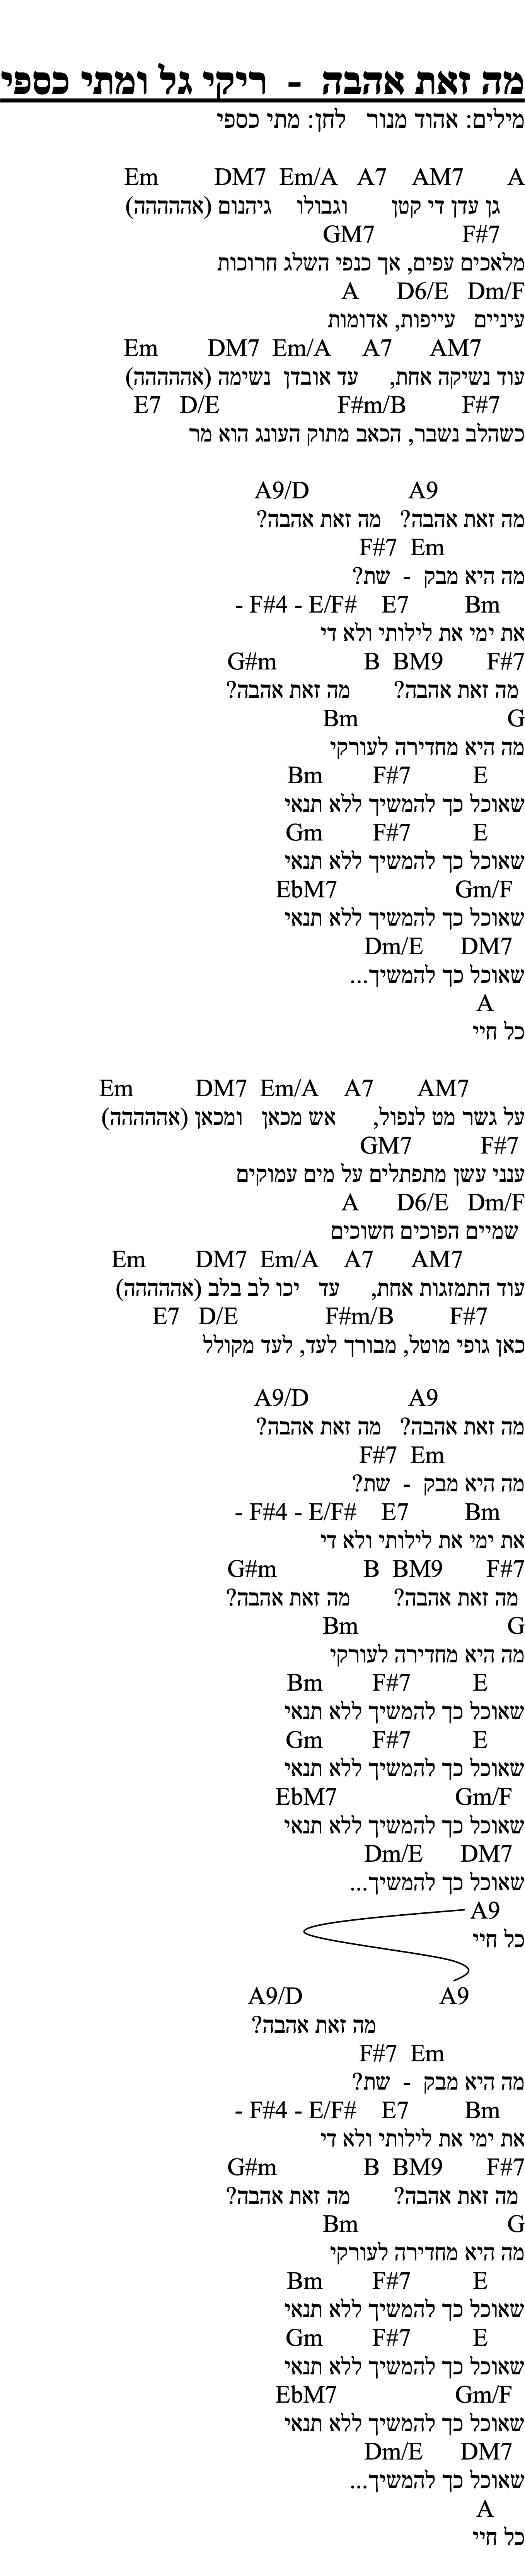 מה זאת אהבה - ריקי גל ומתי כספי
מילים: אהוד מנור לחן: מתי כספי
A AM7 A7 Em/A DM7 Em
גן עדן די קטן וגבולו גיהנום (אהההההה)
F#7 GM7
מלאכים עפים, אך כנפי השלג חרוכות
Dm/F D6/E A
עיניים עייפות, אדומות
AM7 A7 Em/A DM7 Em
עוד נשיקה אחת, עד אובדן נשימה (אהההההה)
F#7 F#m/B D/E E7
כשהלב נשבר, הכאב מתוק העונג הוא מר
A9 A9/D
מה זאת אהבה? מה זאת אהבה?
Em F#7
מה היא מבק - שת?
Bm E7 E/F# - F#4 -
את ימי את לילותי ולא די
F#7 BM9 B G#m
מה זאת אהבה? מה זאת אהבה?
G Bm
מה היא מחדירה לעורקי
E F#7 Bm
שאוכל כך להמשיך ללא תנאי
E F#7 Gm
שאוכל כך להמשיך ללא תנאי
Gm/F EbM7
שאוכל כך להמשיך ללא תנאי
DM7 Dm/E
שאוכל כך להמשיך...
A
כל חיי
AM7 A7 Em/A DM7 Em
על גשר מט לנפול, אש מכאן ומכאן (אהההההה)
F#7 GM7
ענני עשן מתפתלים על מים עמוקים
Dm/F D6/E A
שמיים הפוכים חשוכים
AM7 A7 Em/A DM7 Em
עוד התמזגות אחת, עד יכו לב בלב (אהההההה)
F#7 F#m/B D/E E7
כאן גופי מוטל, מבורך לעד, לעד מקולל
A9 A9/D
מה זאת אהבה? מה זאת אהבה?
Em F#7
מה היא מבק - שת?
Bm E7 E/F# - F#4 -
את ימי את לילותי ולא די
F#7 BM9 B G#m
מה זאת אהבה? מה זאת אהבה?
G Bm
מה היא מחדירה לעורקי
E F#7 Bm
שאוכל כך להמשיך ללא תנאי
E F#7 Gm
שאוכל כך להמשיך ללא תנאי
Gm/F EbM7
שאוכל כך להמשיך ללא תנאי
DM7 Dm/E
שאוכל כך להמשיך...
A9
כל חיי
A9 A9/D
מה זאת אהבה?
Em F#7
מה היא מבק - שת?
Bm E7 E/F# - F#4 -
את ימי את לילותי ולא די
F#7 BM9 B G#m
מה זאת אהבה? מה זאת אהבה?
G Bm
מה היא מחדירה לעורקי
E F#7 Bm
שאוכל כך להמשיך ללא תנאי
E F#7 Gm
שאוכל כך להמשיך ללא תנאי
Gm/F EbM7
שאוכל כך להמשיך ללא תנאי
DM7 Dm/E
שאוכל כך להמשיך...
A
כל חיי